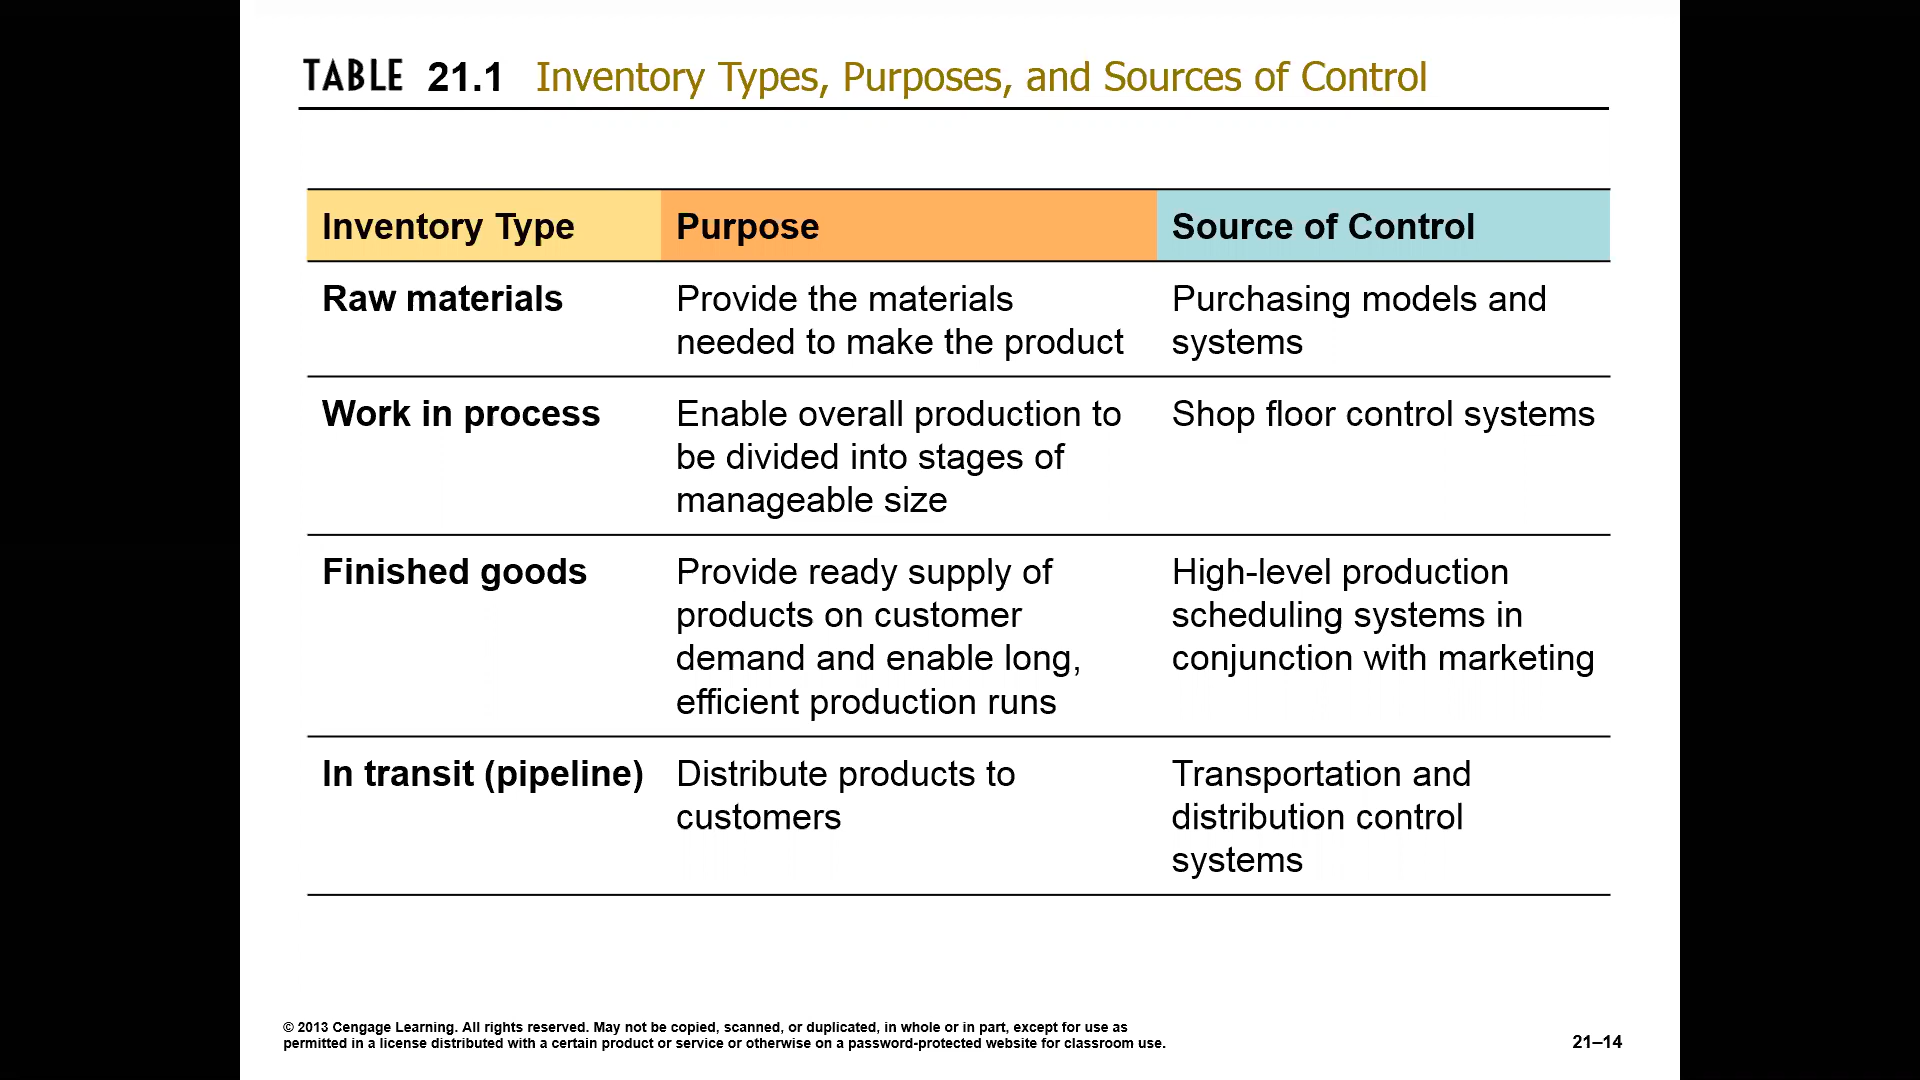 TABLE 21.1 Inventory Types, Purposes, and Sources of Control
Inventory Type Purpose Source of Control
Raw materials Provide the materials Purchasing models and
needed to make the product systems
Work in process Enable overall production to Shop floor control systems
be divided into stages of
manageable size
Finished goods Provide ready supply of High-level production
products on customer scheduling systems in
demand and enable long, conjunction with marketing
efficient production runs
In transit (pipeline) Distribute products to Transportation and
customers distribution control
systems
© 2013 Cengage Learning. All rights reserved. May not be copied, scanned, or duplicated, in whole or in part, except for use as
permitted in a license distributed with a certain product or service or otherwise on a password-protected website for classroom use.
21–14